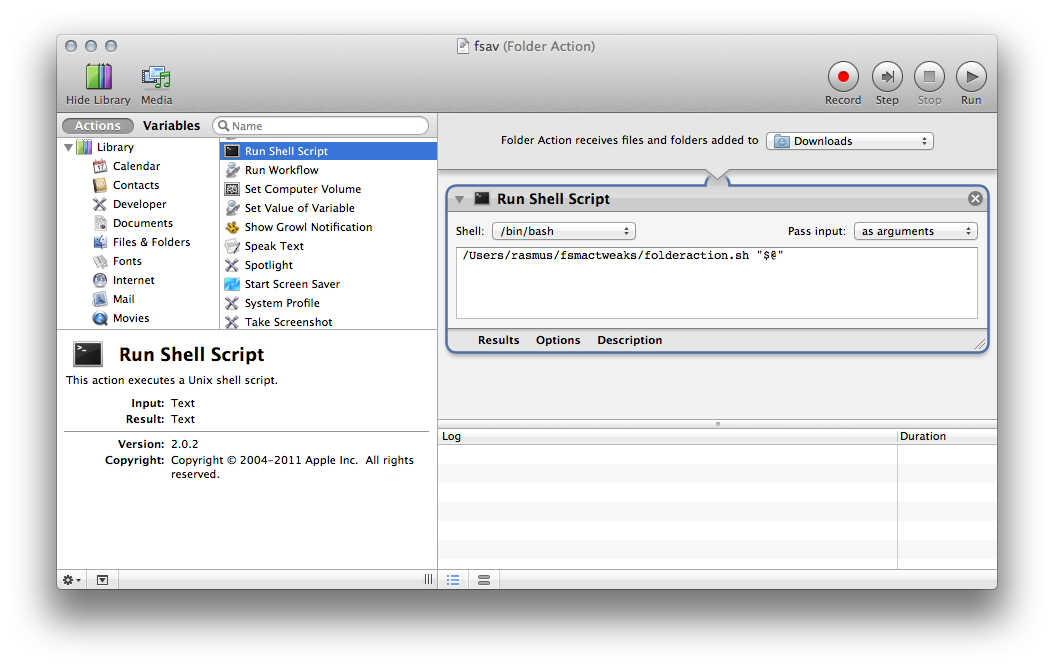 fsav (Folder Action)
Hide Library
Media
Record
Step
Stop
Run
Actions
Variables
Name
Library
Calendar
Contacts
Developer
Documents
Files & Folders
Fonts
Internet
Mail
Movies
Run Shell Script
Run Workflow
Set Computer Volume
Set Value of Variable
Show Growl Notification
Speak Text
Spotlight
Start Screen Saver
System Profile
Take Screenshot
Folder Action receives files and folders added to Downloads
Run Shell Script
Shell: /bin/bash
Pass input: as arguments
/Users/rasmus/fsmactweaks/folderaction.sh "$@"
Results Options Description
Run Shell Script
This action executes a Unix shell script.
Input: Text
Result: Text
Version: 2.0.2
Copyright: Copyright © 2004-2011 Apple Inc. All rights
reserved.
Log
Duration